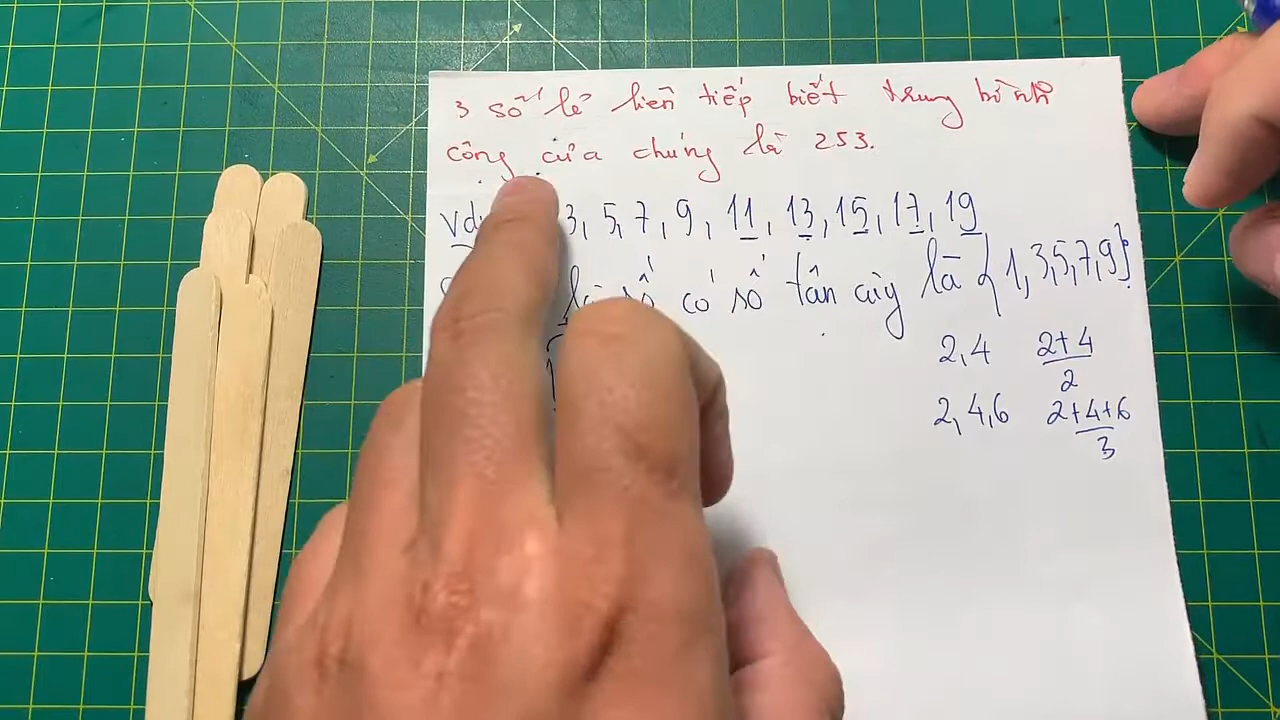 3 số lẻ liên tiếp biết trung bình
cộng của chúng là 253.
Vd 3, 5, 7, 9, 11, 13, 15, 17, 19
là số có số tận cùng là {1, 3, 5, 7, 9}
2, 4 2+4
2
2, 4, 6 2+4+6
3